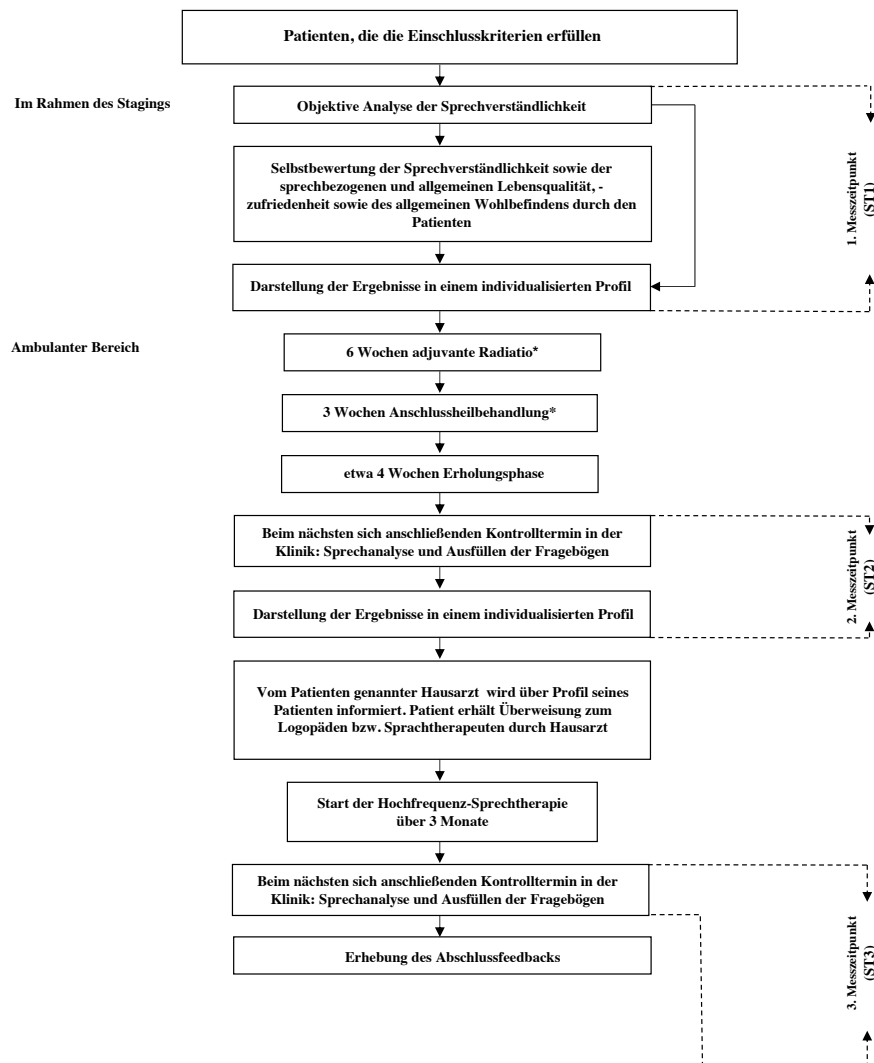 Patienten, die die Einschlusskriterien erfüllen
Im Rahmen des Stagings
Objektive Analyse der Sprechverständlichkeit
Selbstbewertung der Sprechverständlichkeit sowie der
sprechbezogenen und allgemeinen Lebensqualität, -
zufriedenheit sowie des allgemeinen Wohlbefindens durch den
Patienten
1. Messzeitpunkt
(ST1)
Darstellung der Ergebnisse in einem individualisierten Profil
Ambulanter Bereich
6 Wochen adjuvante Radiatio*
3 Wochen Anschlussheilbehandlung*
etwa 4 Wochen Erholungsphase
Beim nächsten sich anschließenden Kontrolltermin in der
Klinik: Sprechanalyse und Ausfüllen der Fragebögen
2. Messzeitpunkt
(ST2)
Darstellung der Ergebnisse in einem individualisierten Profil
Vom Patienten genannter Hausarzt wird über Profil seines
Patienten informiert. Patient erhält Überweisung zum
Logopäden bzw. Sprachtherapeuten durch Hausarzt
Start der Hochfrequenz-Sprechtherapie
über 3 Monate
Beim nächsten sich anschließenden Kontrolltermin in der
Klinik: Sprechanalyse und Ausfüllen der Fragebögen
Erhebung des Abschlussfeedbacks
3. Messzeitpunkt
(ST3)